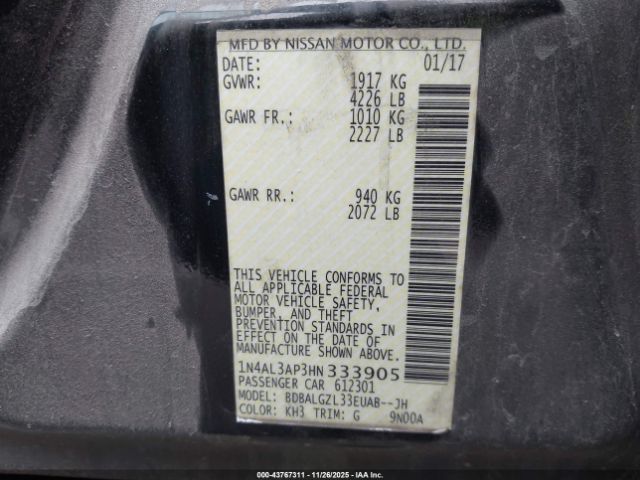 MFD BY NISSAN MOTOR CO., LTD.
DATE: 01/17
GVWR: 1917 KG
4226 LB
GAWR FR.: 1010 KG
2227 LB
GAWR RR.: 940 KG
2072 LB
THIS VEHICLE CONFORMS TO
ALL APPLICABLE FEDERAL
MOTOR VEHICLE SAFETY,
BUMPER, AND THEFT
PREVENTION STANDARDS IN
EFFECT ON THE DATE OF
MANUFACTURE SHOWN ABOVE.
1N4AL3AP3HN333905
PASSENGER CAR 612301
MODEL: BDBALGZL33EUAB--JH
COLOR: KH3 TRIM: G 9N00A
000-43767311 - 11/26/2025 - IAAI.COM